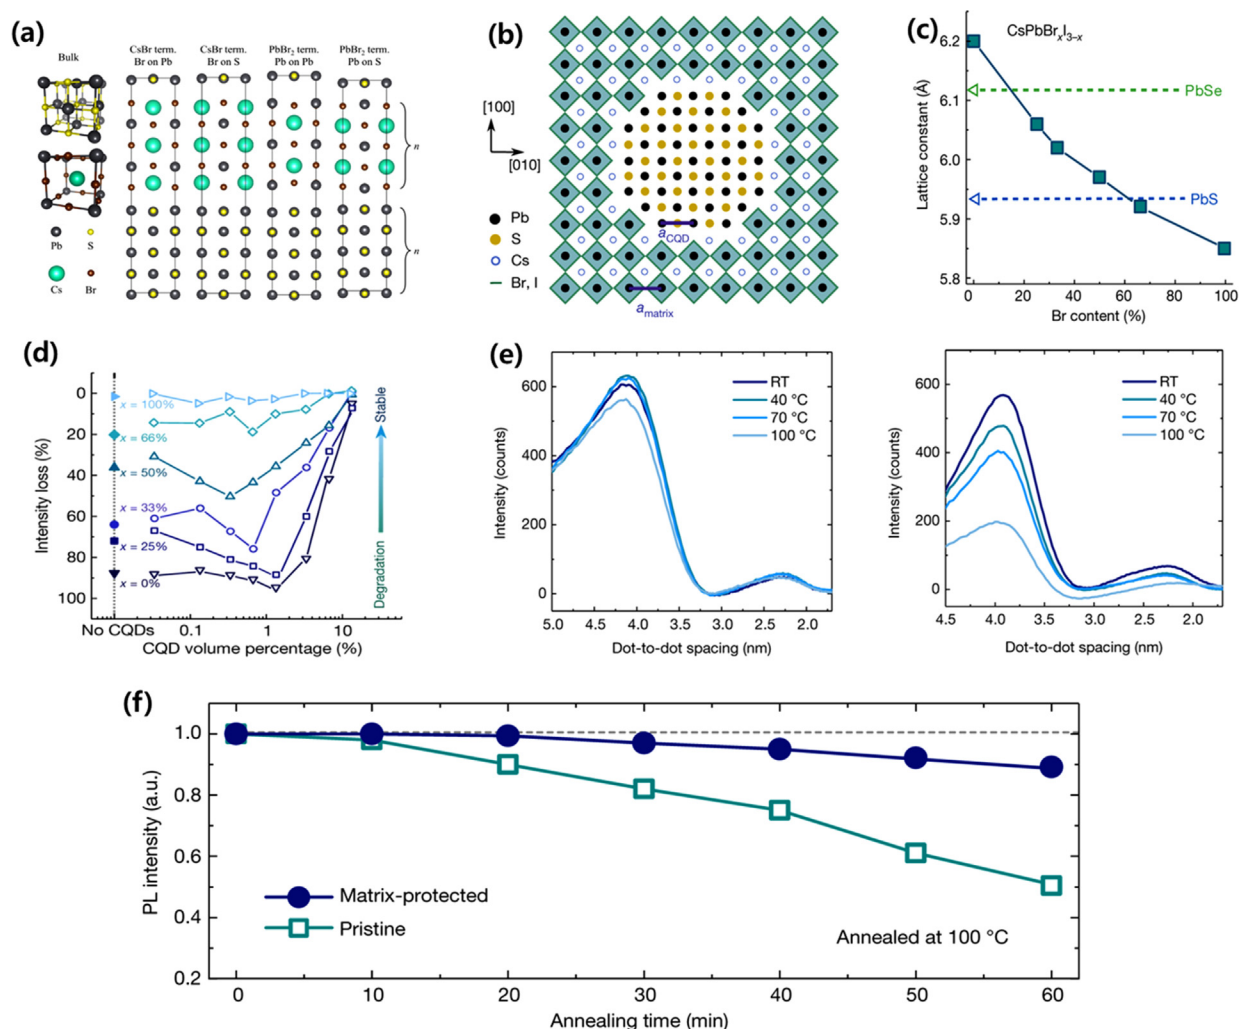 (a)
Bulk
CsBr term.
Br on Pb
CsBr term.
Br on S
PbBr2 term.
Pb on Pb
PbBr2 term.
Pb on S
n
n
Pb
S
Cs
Br
(b)
[100]
[010]
Pb
S
Cs
Br, I
aCQD
amatrix
(c)
CsPbBrxI3–x
PbSe
PbS
Lattice constant (Å)
6.2
6.1
6.0
5.9
5.8
0
20
40
60
80
100
Br content (%)
(d)
Intensity loss (%)
0
20
40
60
80
100
x = 100%
x = 66%
x = 50%
x = 33%
x = 25%
x = 0%
Stable
Degradation
No CQDs
0.1
1
10
CQD volume percentage (%)
(e)
Intensity (counts)
600
400
200
0
RT
40 °C
70 °C
100 °C
5.0
4.5
4.0
3.5
3.0
2.5
2.0
Dot-to-dot spacing (nm)
Intensity (counts)
600
400
200
0
RT
40 °C
70 °C
100 °C
4.5
4.0
3.5
3.0
2.5
2.0
Dot-to-dot spacing (nm)
(f)
PL intensity (a.u.)
1.0
0.8
0.6
0.4
0.2
Matrix-protected
Pristine
Annealed at 100 °C
0
10
20
30
40
50
60
Annealing time (min)